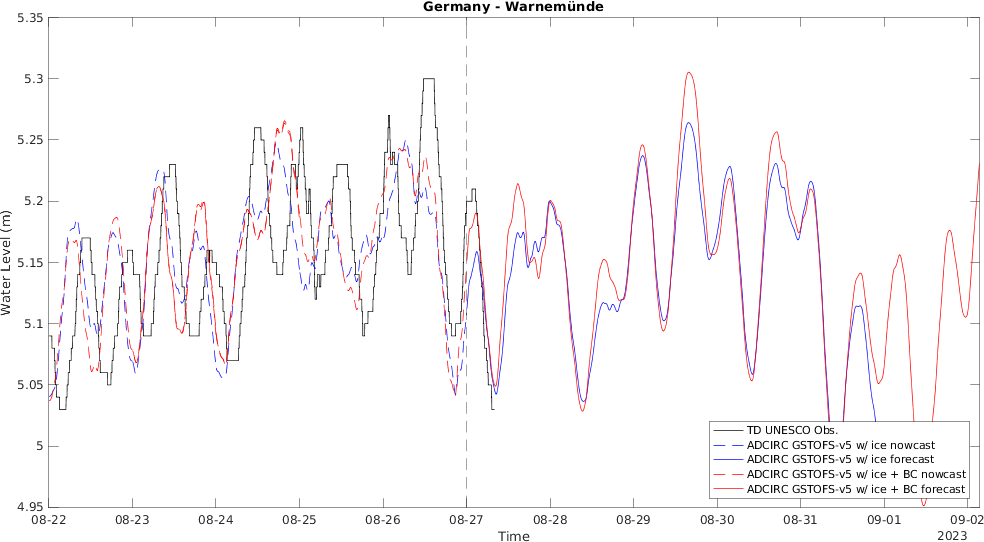 Germany - Warnemünde
5.35
5.3
5.25
5.2
5.15
5.1
5.05
5
4.95
Water Level (m)
TD UNESCO Obs.
ADCIRC GSTOFS-v5 w/ ice nowcast
ADCIRC GSTOFS-v5 w/ ice forecast
ADCIRC GSTOFS-v5 w/ ice + BC nowcast
ADCIRC GSTOFS-v5 w/ ice + BC forecast
08-22 08-23 08-24 08-25 08-26 08-27 08-28 08-29 08-30 08-31 09-01 09-02
Time
2023